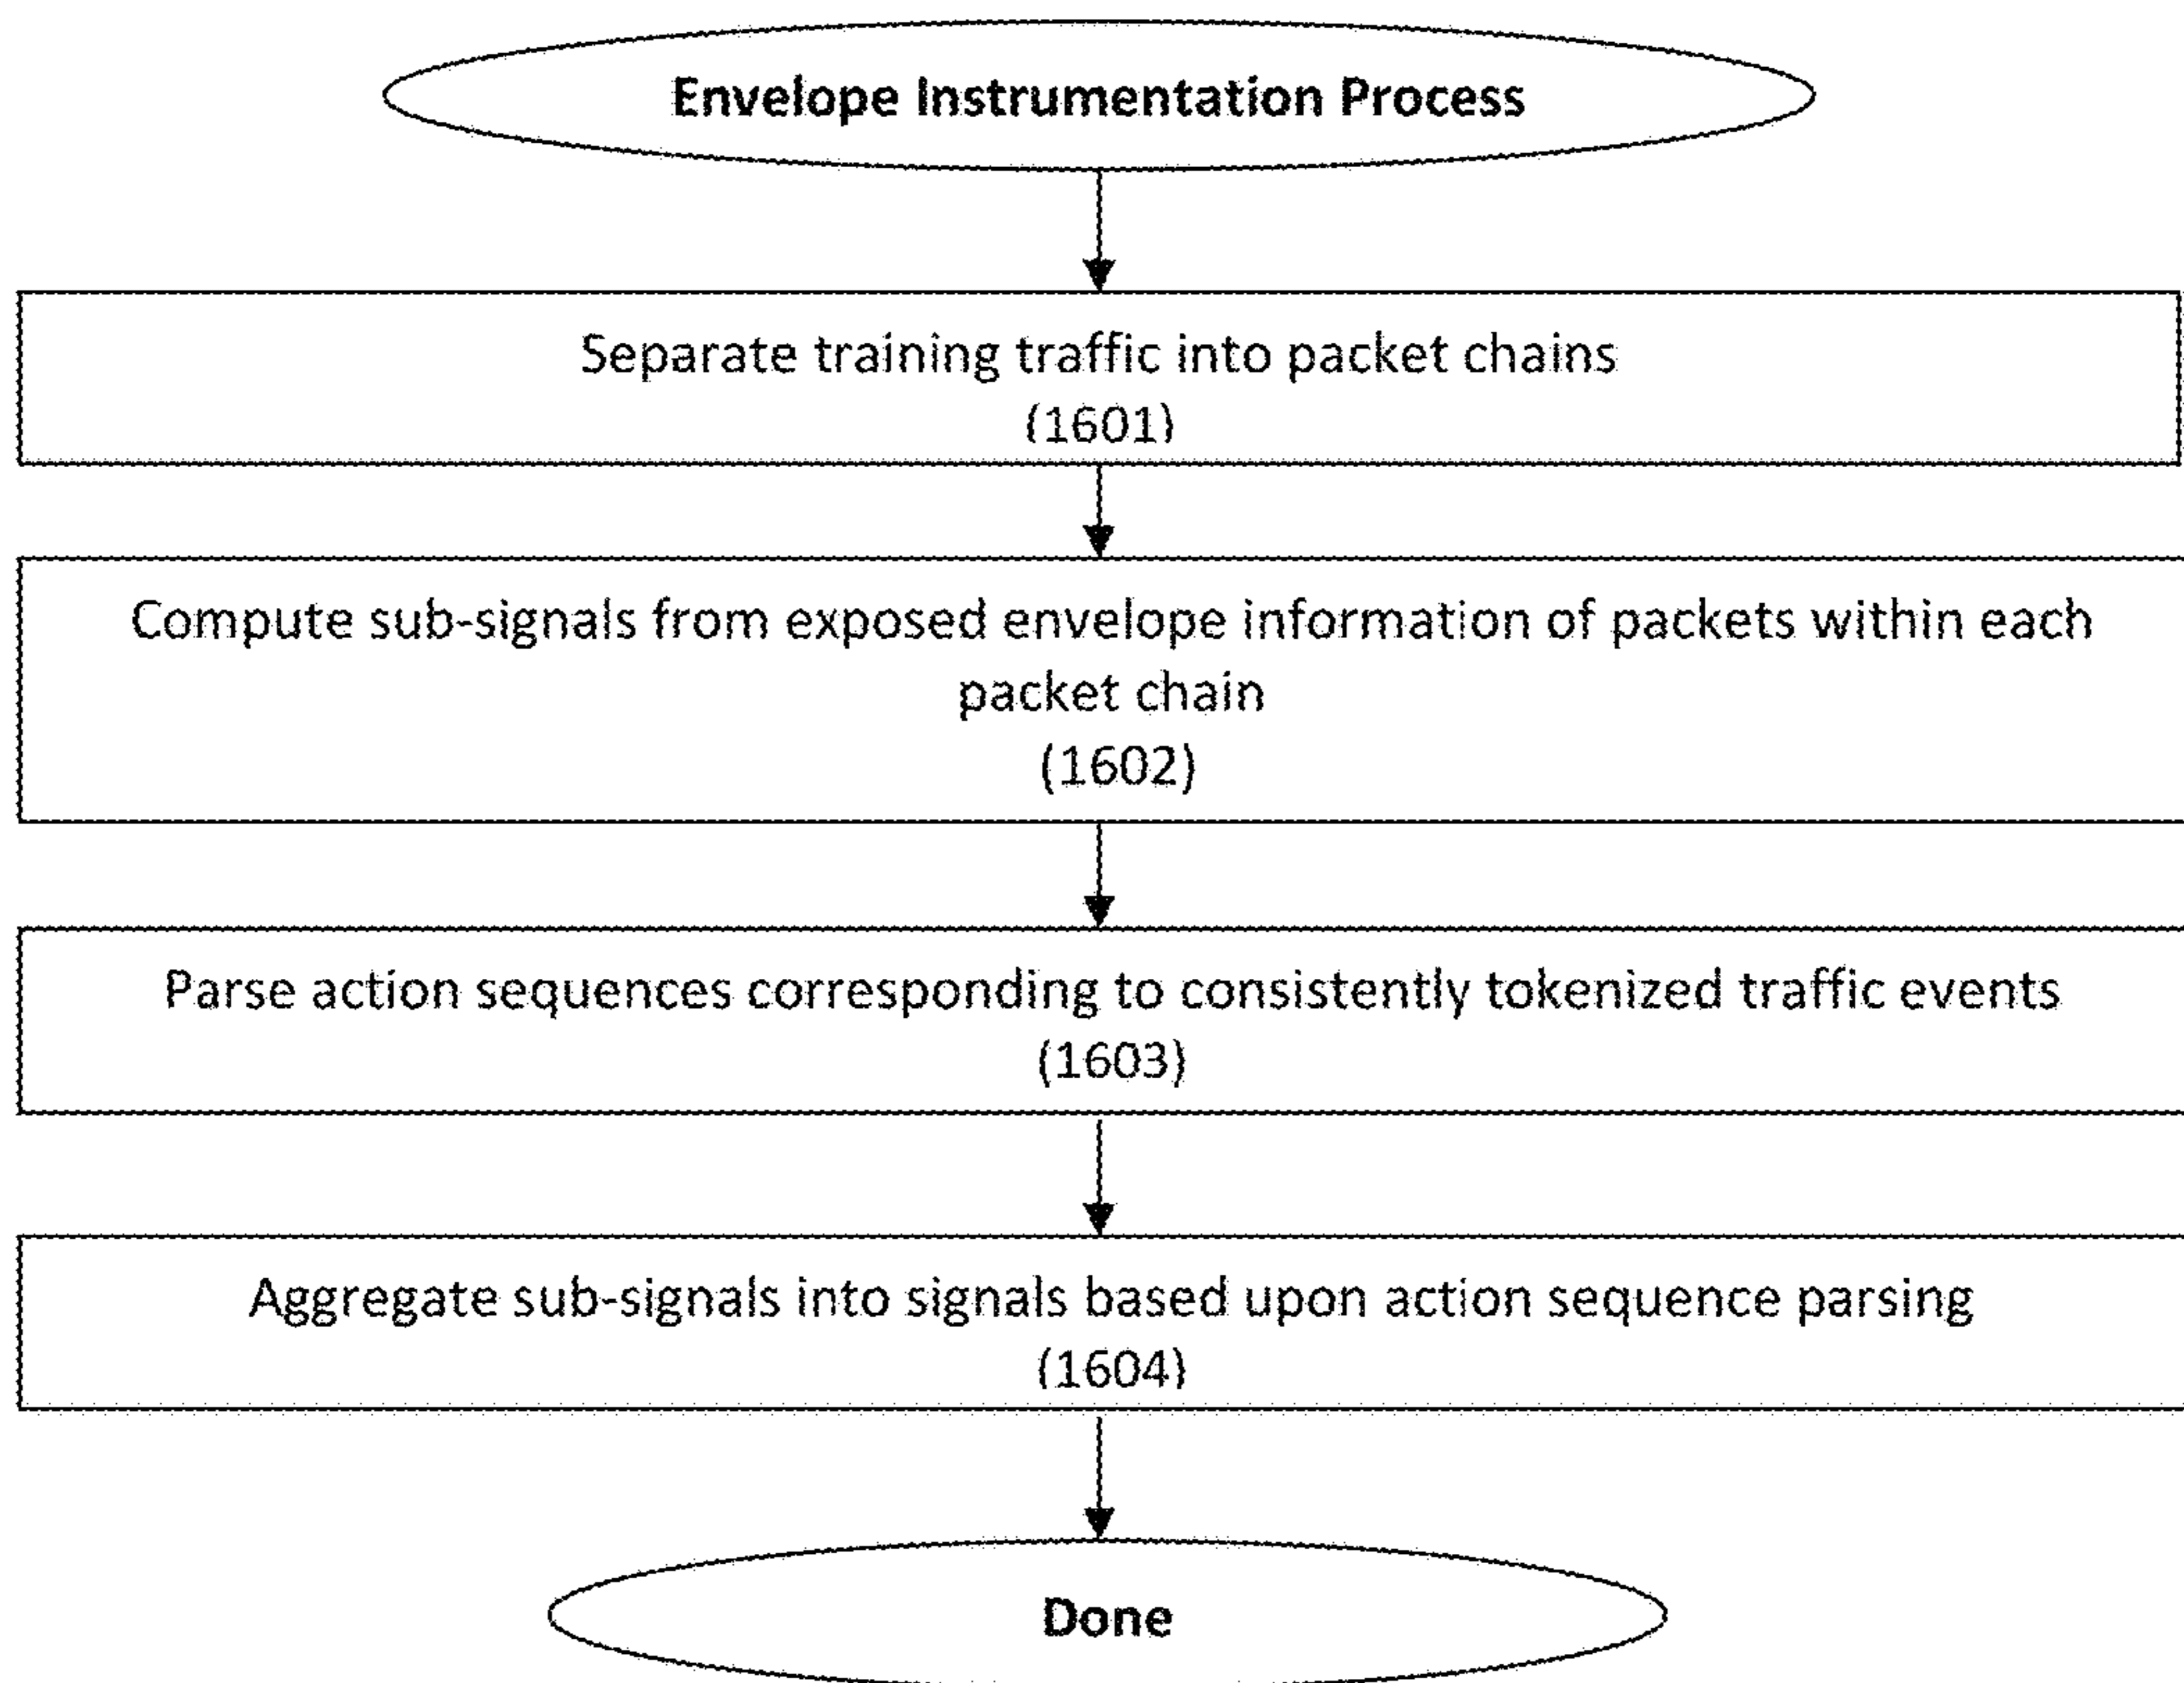 Envelope Instrumentation Process
Separate training traffic into packet chains
(1601)
Compute sub-signals from exposed envelope information of packets within each
packet chain
(1602)
Parse action sequences corresponding to consistently tokenized traffic events
(1603)
Aggregate sub-signals into signals based upon action sequence parsing
(1604)
Done